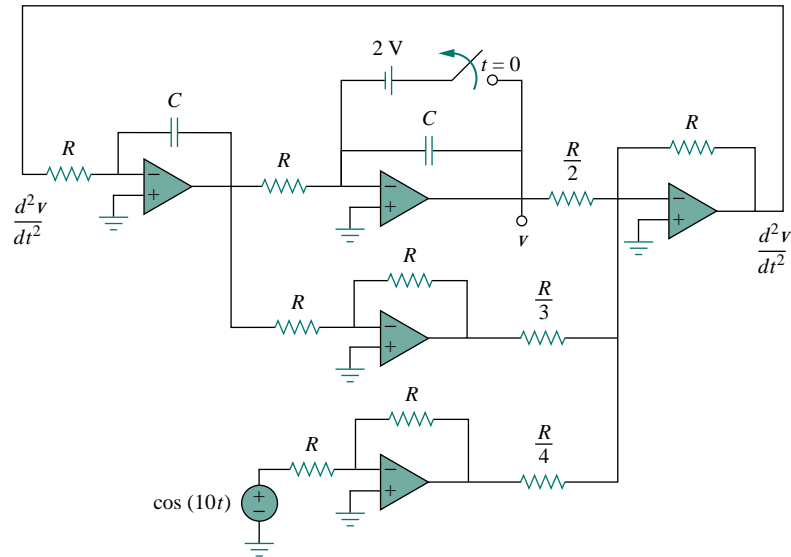 2 V
t = 0
C
C
R
R
R/2
R
−
+
−
+
−
+
d²v/dt²
v
d²v/dt²
R
R
R/3
−
+
R
R
R/4
−
+
cos (10t)
+
−